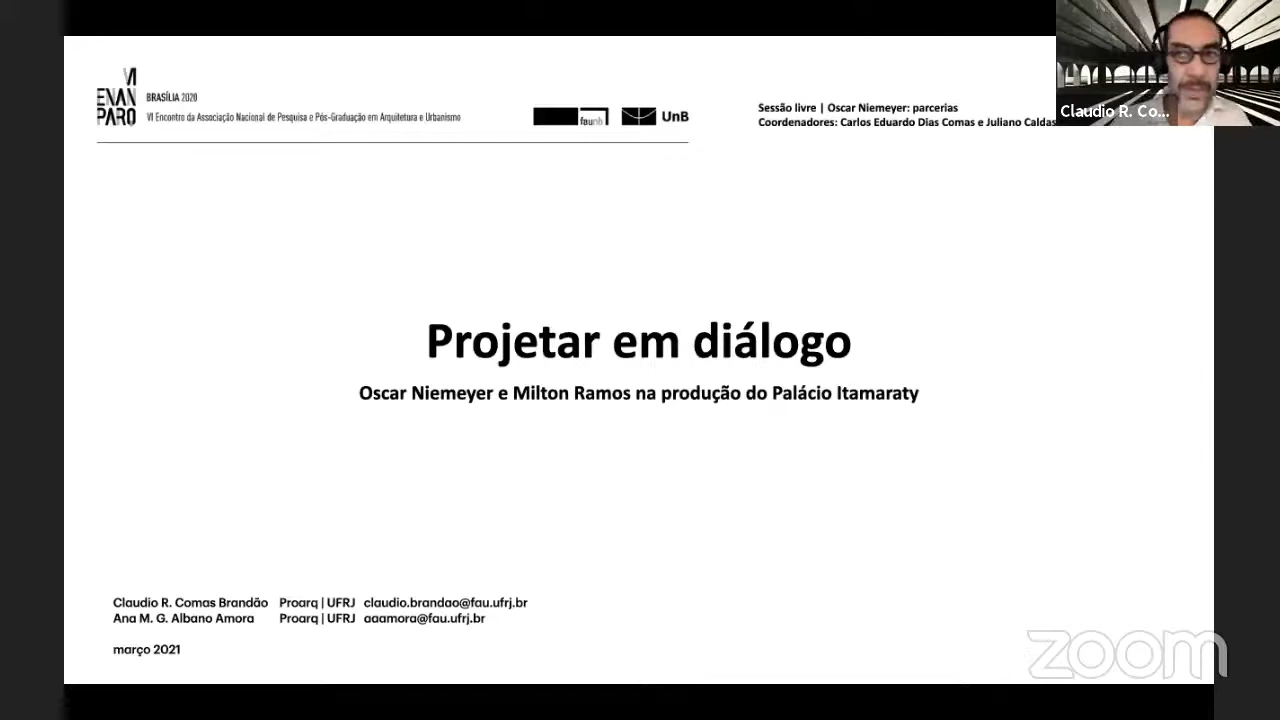 VI
ENAN
PARQ
BRASÍLIA 2020
VI Encontro da Associação Nacional de Pesquisa e Pós-Graduação em Arquitetura e Urbanismo
faunb
UnB
Sessão livre | Oscar Niemeyer: parcerias
Coordenadores: Carlos Eduardo Dias Comas e Juliano Caldas
Claudio R. Co...
Projetar em diálogo
Oscar Niemeyer e Milton Ramos na produção do Palácio Itamaraty
Claudio R. Comas Brandão Proarq | UFRJ claudio.brandao@fau.ufrj.br
Ana M. G. Albano Amora Proarq | UFRJ aaamora@fau.ufrj.br
março 2021
zoom